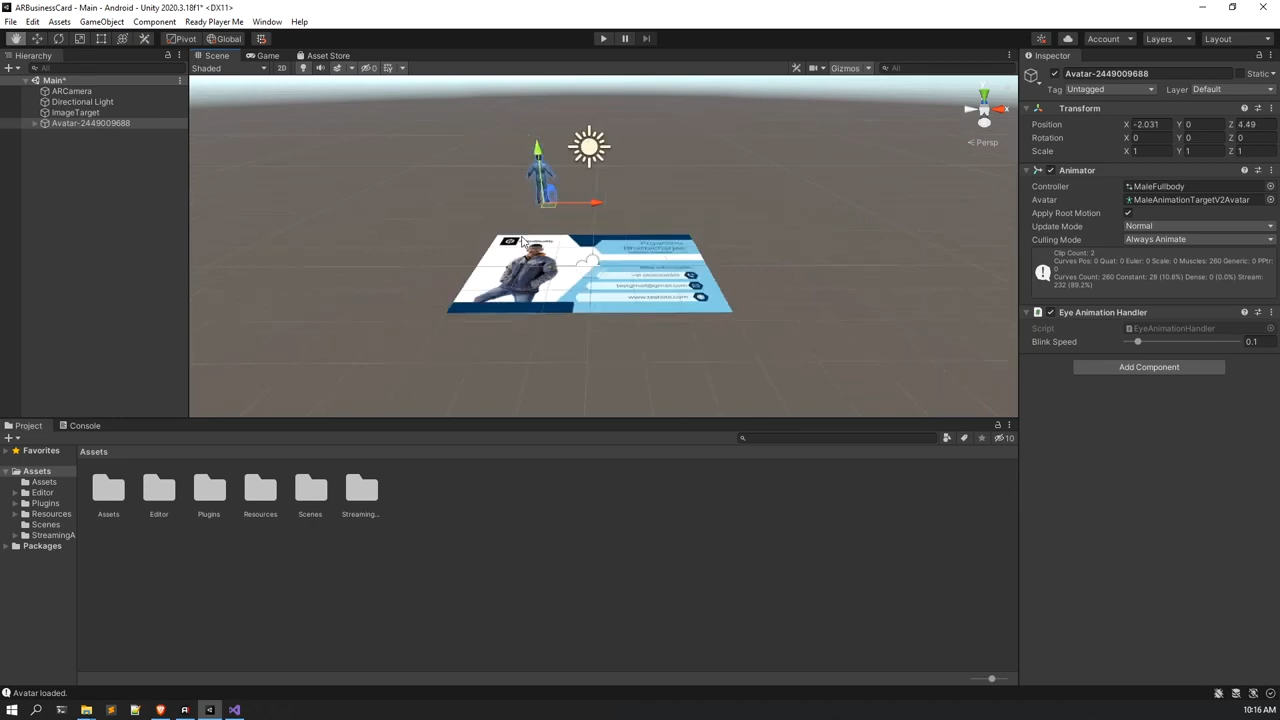 ARBusinessCard - Main - Android - Unity 2020.3.18f1* <DX11>
File Edit Assets GameObject Component Ready Player Me Window Help
Pivot Global Account Layers Layout
Hierarchy
Scene Game Asset Store
Inspector
All
Shaded 2D 0 Gizmos All
Main*
ARCamera
Directional Light
ImageTarget
Avatar-2449009688
x
< Persp
www.
Avatar-2449009688 Static
Tag Untagged Layer Default
Transform
Position X -2.031 Y 0 Z 4.49
Rotation X 0 Y 0 Z 0
Scale X 1 Y 1 Z 1
Animator
Controller MaleFullbody
Avatar MaleAnimationTargetV2Avatar
Apply Root Motion
Update Mode Normal
Culling Mode Always Animate
Clip Count: 2
Curves Pos: 0 Quat: 0 Euler: 0 Scale: 0 Muscles: 260 Generic: 0 PPtr:
0
Curves Count: 260 Constant: 28 (10.8%) Dense: 0 (0.0%) Stream:
232 (89.2%)
Eye Animation Handler
Script EyeAnimationHandler
Blink Speed 0.1
Add Component
Project Console
10
Favorites
Assets
Assets
Editor
Plugins
Resources
Scenes
StreamingA
Packages
Assets
Assets Editor Plugins Resources Scenes Streaming...
Avatar loaded.
10:16 AM